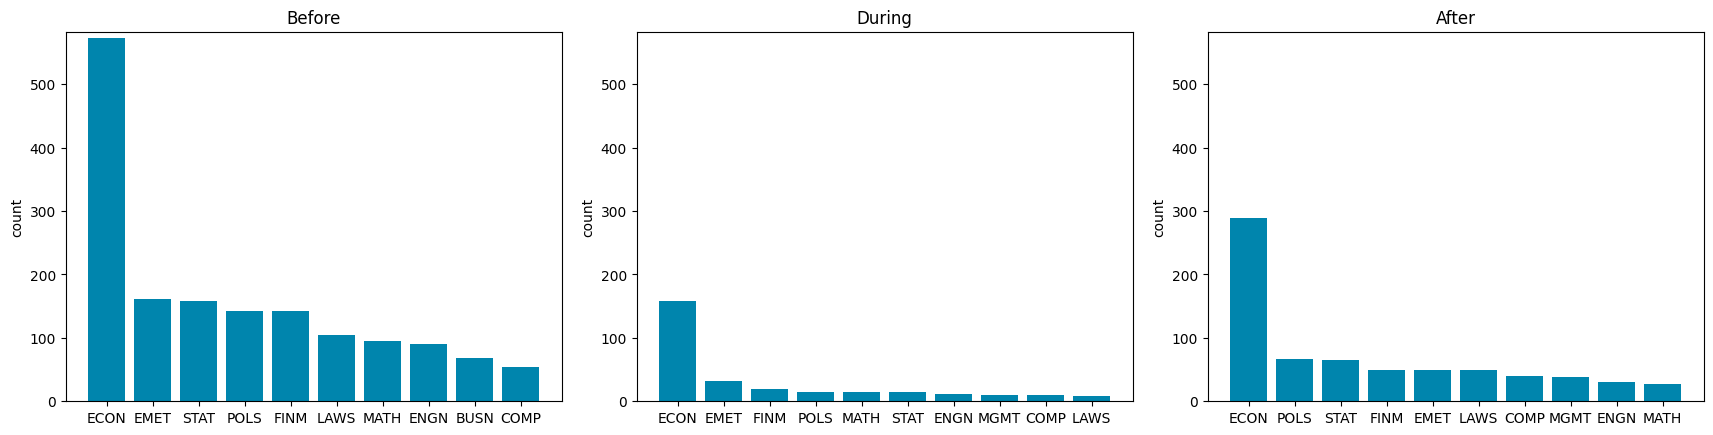 Before
During
After
count
500
400
300
200
100
0
ECON EMET STAT POLS FINM LAWS MATH ENGN BUSN COMP
count
500
400
300
200
100
0
ECON EMET FINM POLS MATH STAT ENGN MGMT COMP LAWS
count
500
400
300
200
100
0
ECON POLS STAT FINM EMET LAWS COMP MGMT ENGN MATH